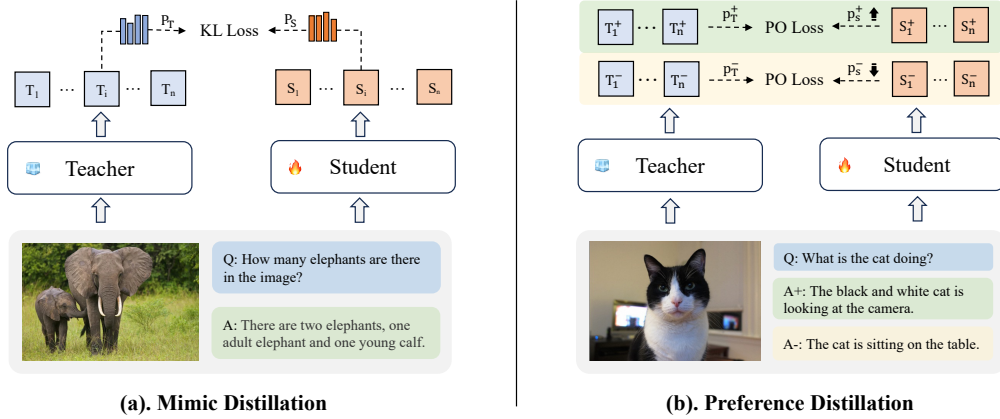 P_T KL Loss P_S
T_1 ... T_i ... T_n
S_1 ... S_i ... S_n
Teacher
Student
Q: How many elephants are there
in the image?
A: There are two elephants, one
adult elephant and one young calf.
(a). Mimic Distillation
T_1^+ ... T_n^+ p_T^+ PO Loss p_s^+ S_1^+ ... S_n^+
T_1^- ... T_n^- p_T^- PO Loss p_s^- S_1^- ... S_n^-
Teacher
Student
Q: What is the cat doing?
A+: The black and white cat is
looking at the camera.
A-: The cat is sitting on the table.
(b). Preference Distillation